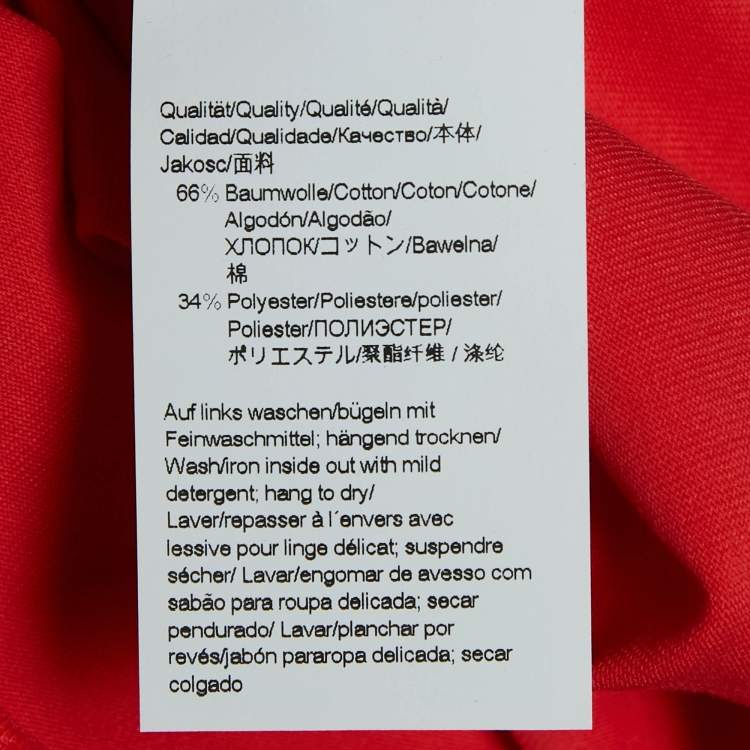 Qualität/Quality/Qualité/Qualità/
Calidad/Qualidade/Качество/本体/
Jakosc/面料
66% Baumwolle/Cotton/Coton/Cotone/
Algodón/Algodão/
ХЛОПОК/コットン/Bawelna/
棉
34% Polyester/Poliestere/poliester/
Poliester/ПОЛИЭСТЕР/
ポリエステル/聚酯纤维 / 涤纶
Auf links waschen/bügeln mit
Feinwaschmittel; hängend trocknen/
Wash/iron inside out with mild
detergent; hang to dry/
Laver/repasser à l´envers avec
lessive pour linge délicat; suspendre
sécher/ Lavar/engomar de avesso com
sabão para roupa delicada; secar
pendurado/ Lavar/planchar por
revés/jabón pararopa delicada; secar
colgado